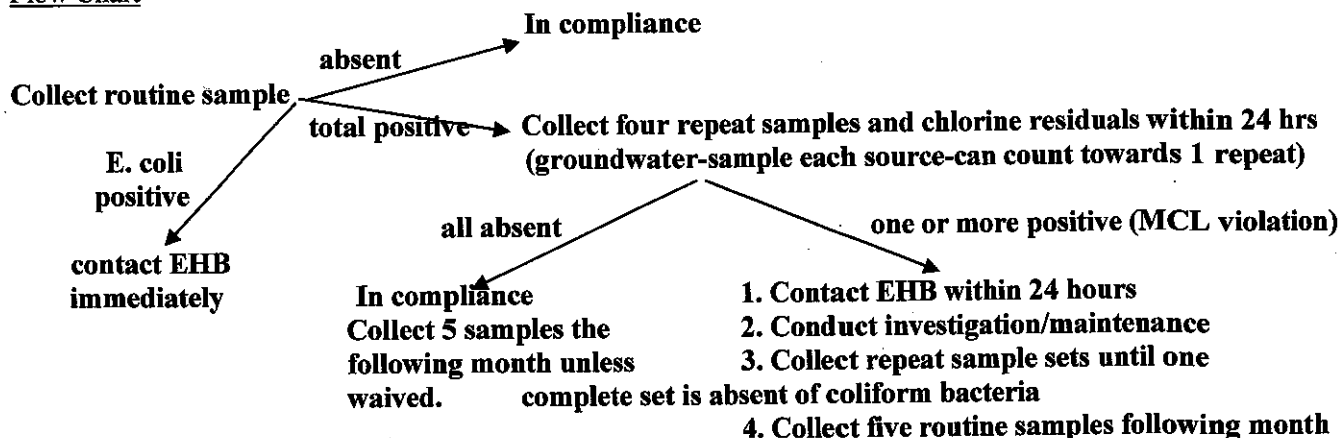 In compliance
absent
Collect routine sample
total positive
Collect four repeat samples and chlorine residuals within 24 hrs
(groundwater-sample each source-can count towards 1 repeat)
E. coli
positive
contact EHB
immediately
all absent
one or more positive (MCL violation)
In compliance
Collect 5 samples the
following month unless
waived.
1. Contact EHB within 24 hours
2. Conduct investigation/maintenance
3. Collect repeat sample sets until one
complete set is absent of coliform bacteria
4. Collect five routine samples following month